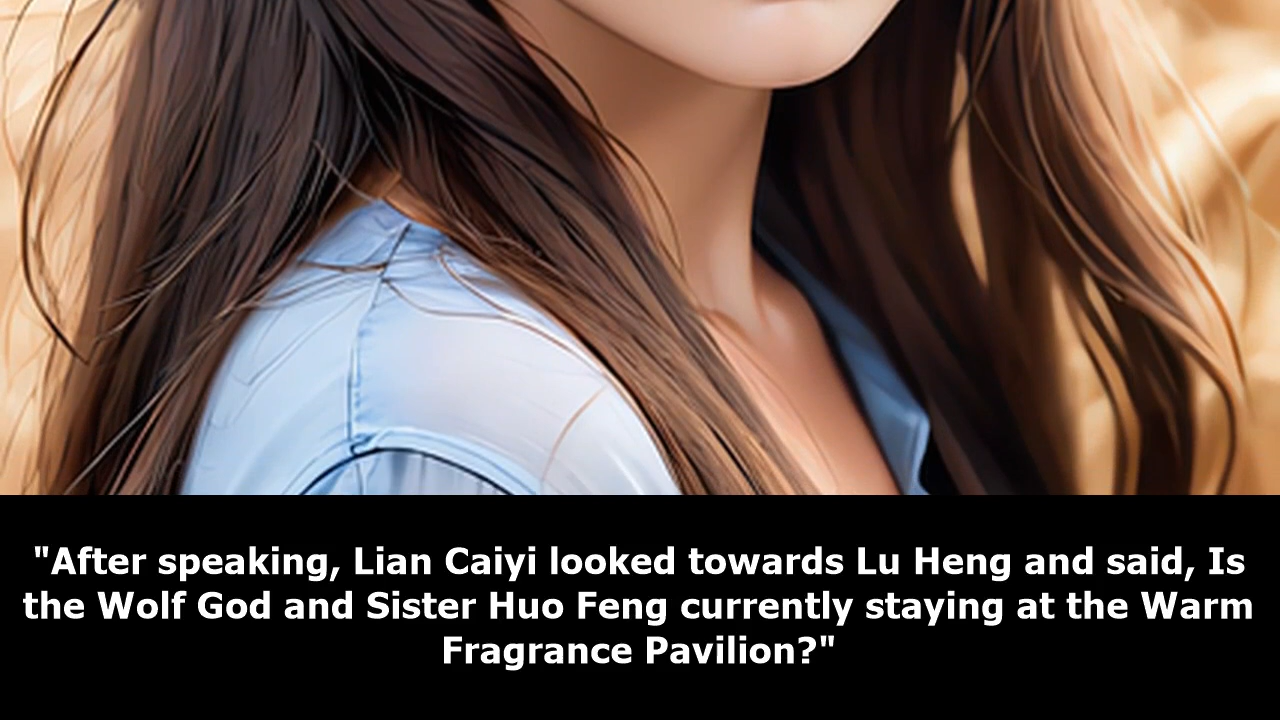 "After speaking, Lian Caiyi looked towards Lu Heng and said, Is
the Wolf God and Sister Huo Feng currently staying at the Warm
Fragrance Pavilion?"